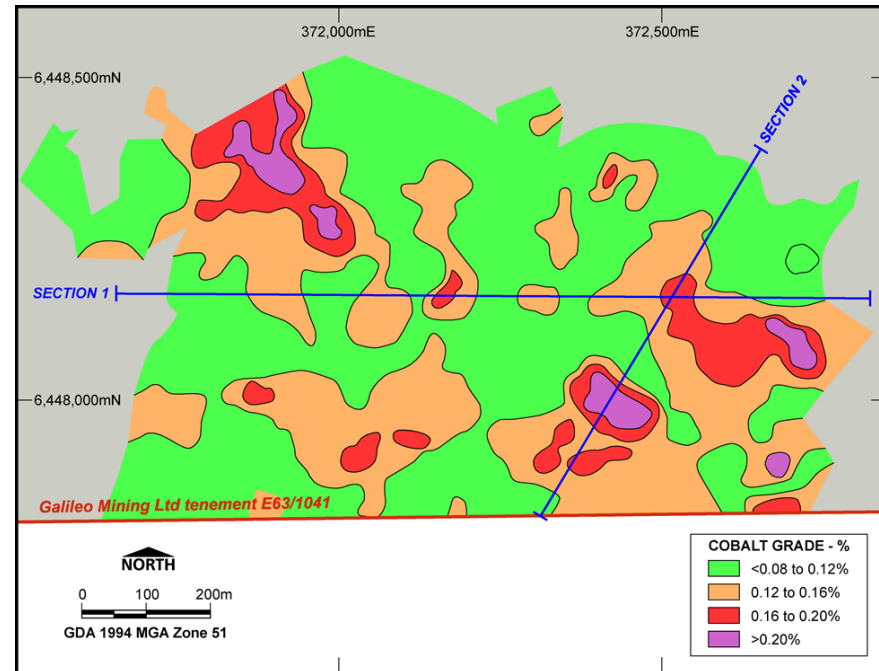 372,000mE
372,500mE
6,448,500mN
SECTION 2
SECTION 1
6,448,000mN
Galileo Mining Ltd tenement E63/1041
NORTH
0 100 200m
GDA 1994 MGA Zone 51
COBALT GRADE - %
<0.08 to 0.12%
0.12 to 0.16%
0.16 to 0.20%
>0.20%